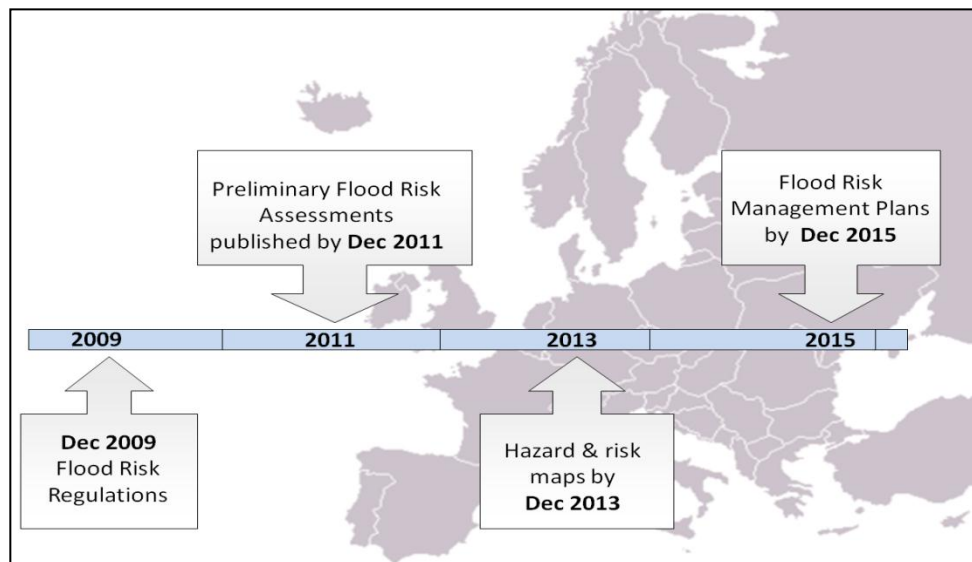 Preliminary Flood Risk
Assessments
published by Dec 2011
Flood Risk
Management Plans
by Dec 2015
2009
2011
2013
2015
Dec 2009
Flood Risk
Regulations
Hazard & risk
maps by
Dec 2013